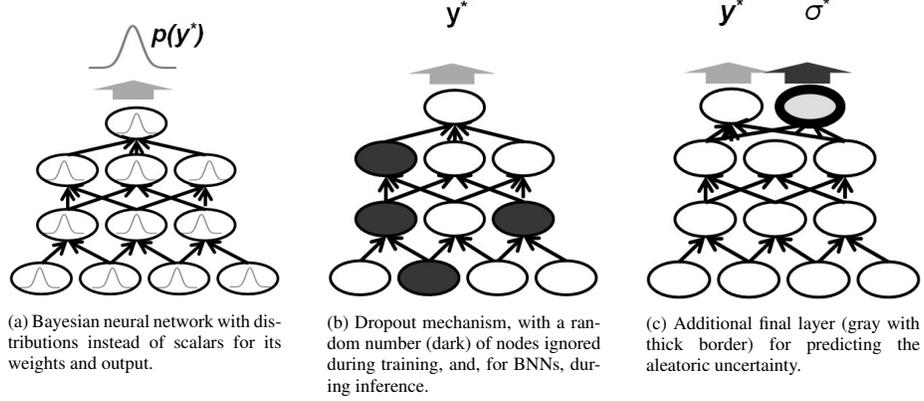 p(y*)
y*
y* σ*
(a) Bayesian neural network with dis-
tributions instead of scalars for its
weights and output.
(b) Dropout mechanism, with a ran-
dom number (dark) of nodes ignored
during training, and, for BNNs, dur-
ing inference.
(c) Additional final layer (gray with
thick border) for predicting the
aleatoric uncertainty.